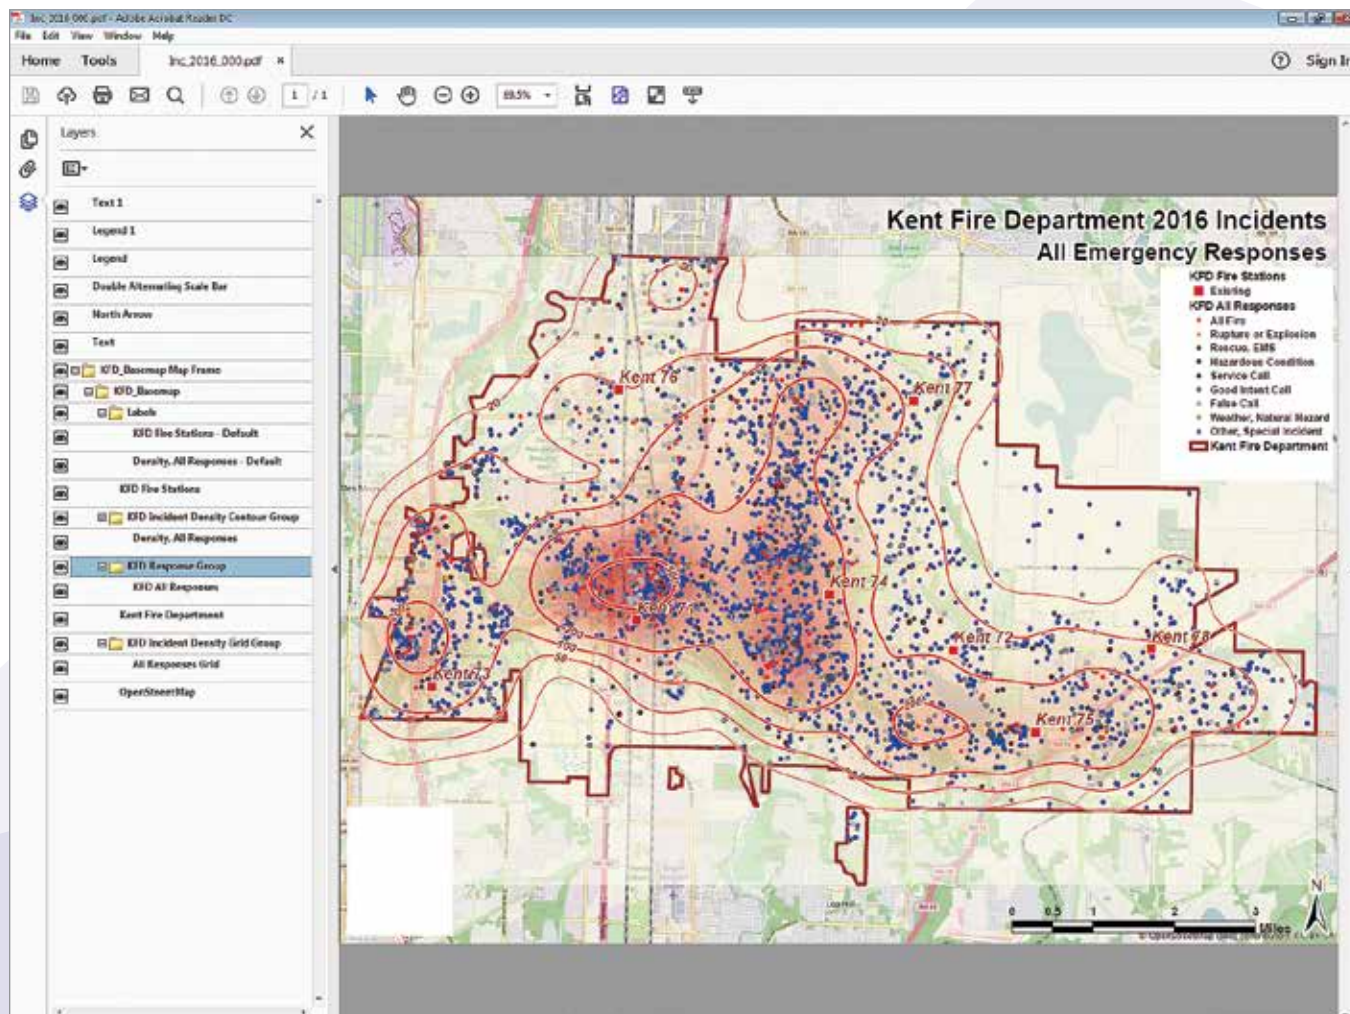 Inc_2016_000.pdf - Adobe Acrobat Reader DC
File Edit View Window Help
Home Tools Inc_2016_000.pdf × Sign In
1 / 1 69.5%
Layers
Text 1
Legend 1
Legend
Double Alternating Scale Bar
North Arrow
Text
KFD_Basemap Map Frame
KFD_Basemap
Labels
KFD Fire Stations - Default
Density, All Responses - Default
KFD Fire Stations
KFD Incident Density Contour Group
Density, All Responses
KFD Response Group
KFD All Responses
Kent Fire Department
KFD Incident Density Grid Group
All Responses Grid
OpenStreetMap
Kent Fire Department 2016 Incidents
All Emergency Responses
KFD Fire Stations
Existing
KFD All Responses
All Fire
Rupture or Explosion
Rescue, EMS
Hazardous Condition
Service Call
Good Intent Call
False Call
Weather, Natural Hazard
Other, Special Incident
Kent Fire Department
20
Kent 76
Kent 77
20
Kent 74
Kent 71
Kent 72
Kent 78
100
50
Kent 73
Kent 75
N
0 0.5 1 2 3
Miles